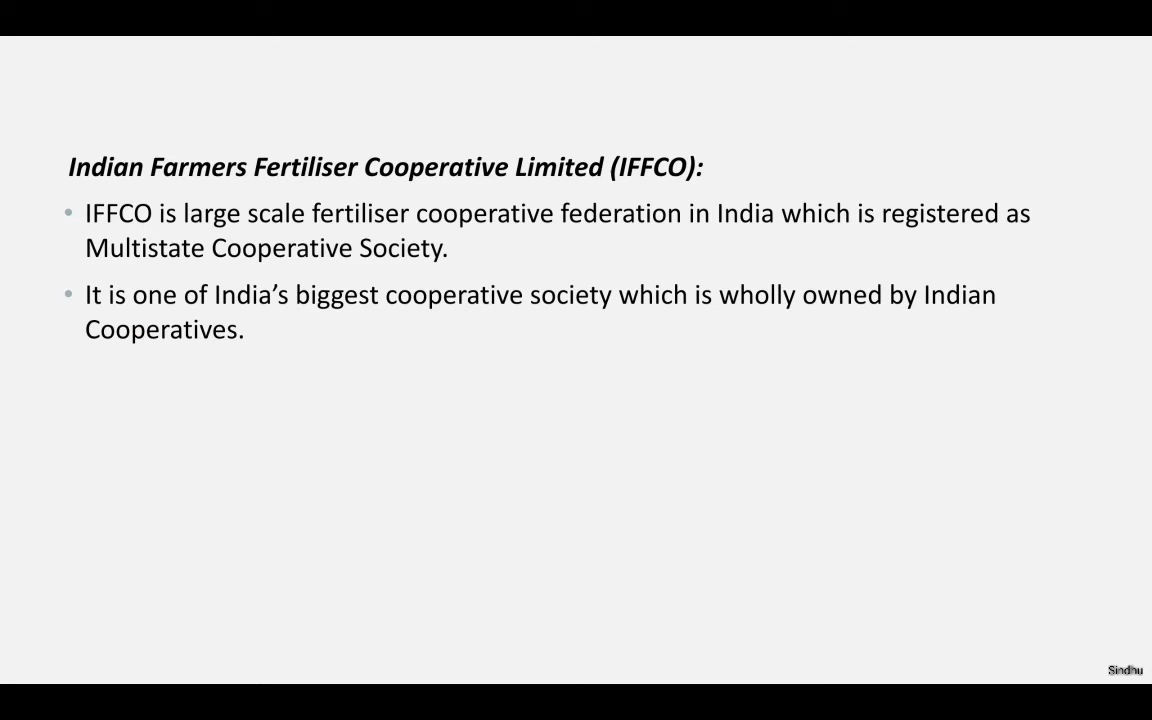 Indian Farmers Fertiliser Cooperative Limited (IFFCO):
• IFFCO is large scale fertiliser cooperative federation in India which is registered as
Multistate Cooperative Society.
• It is one of India’s biggest cooperative society which is wholly owned by Indian
Cooperatives.
Sindhu